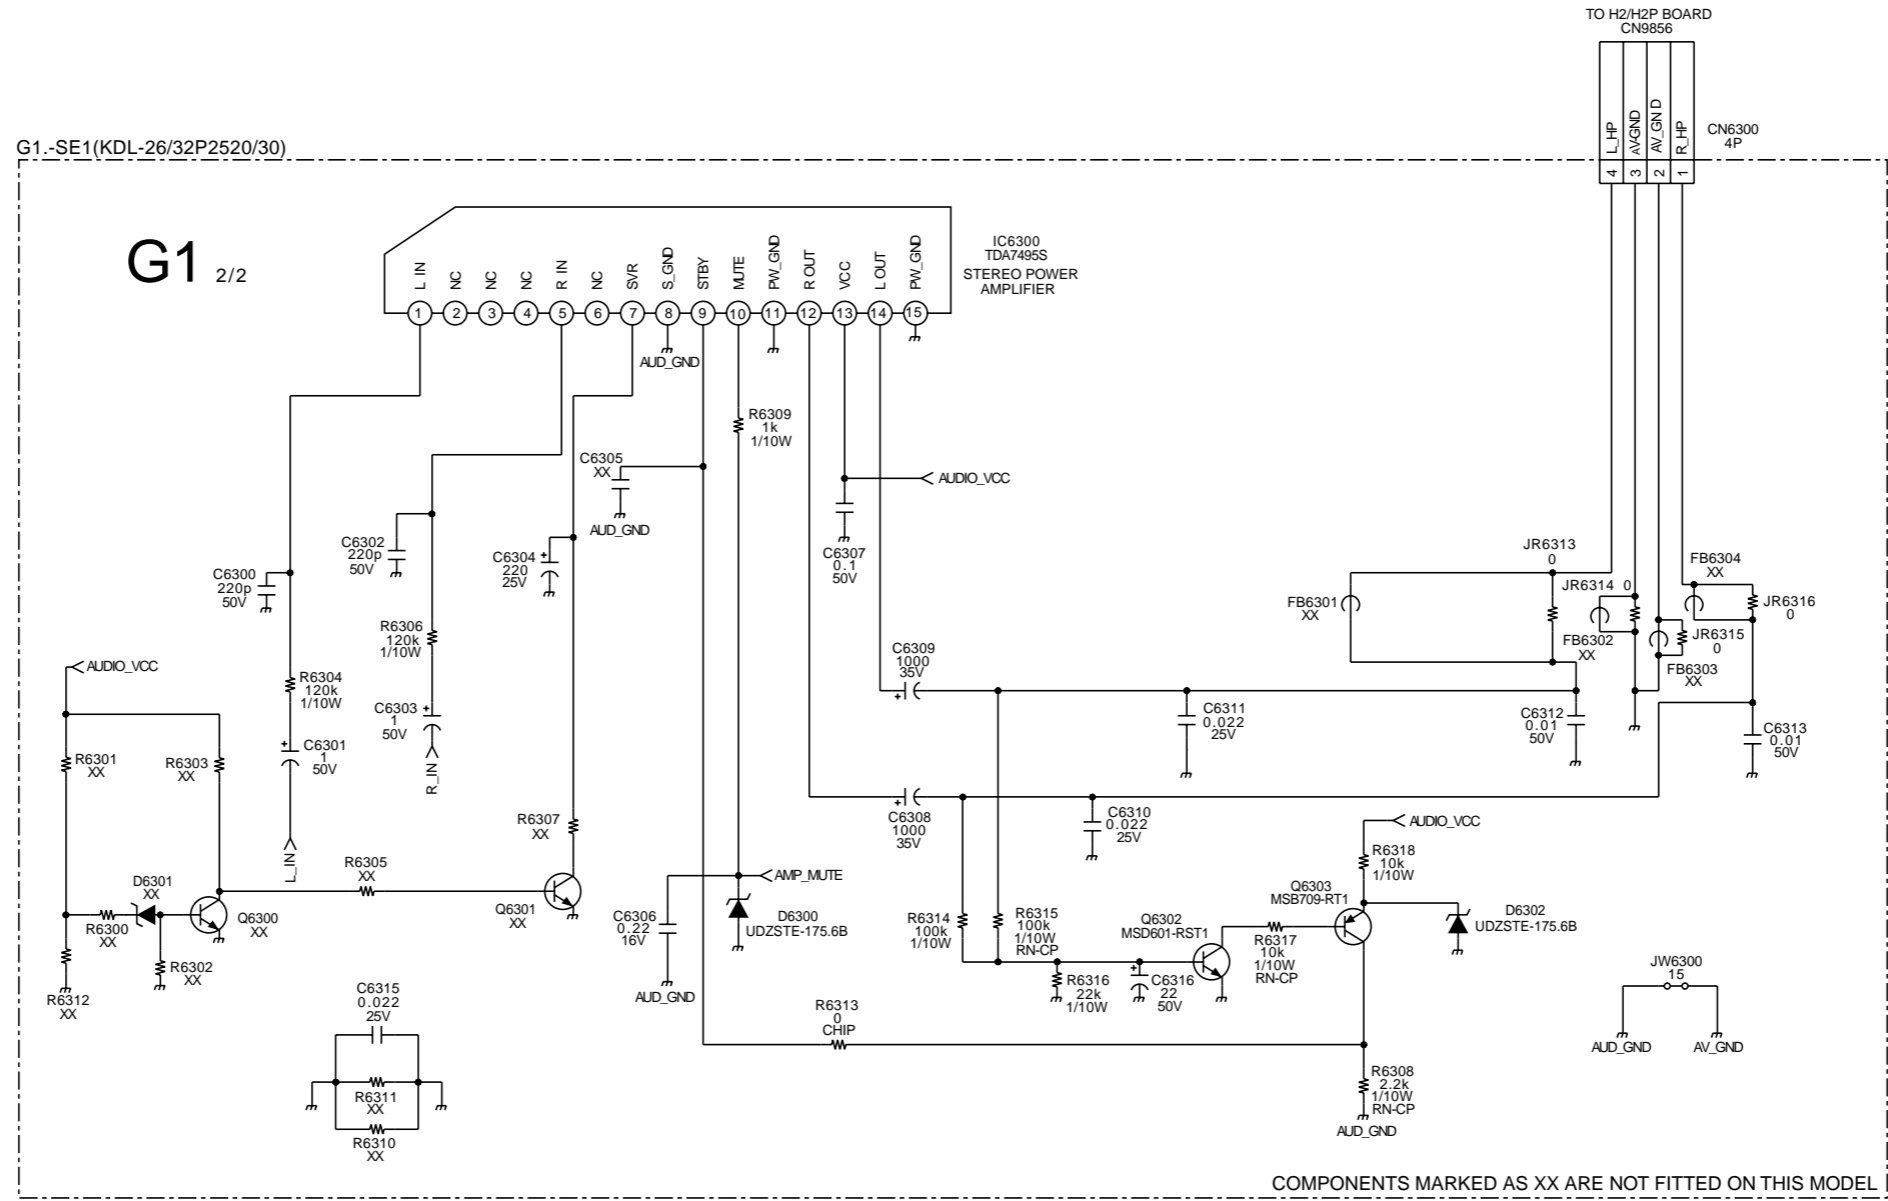 TO H2/H2P BOARD
CN9856
L_HP
AVGND
AV_GN D
R_HP
4
3
2
1
CN6300
4P
G1.-SE1(KDL-26/32P2520/30)
G1 2/2
L IN
NC
NC
NC
R IN
NC
SVR
S_GND
STBY
MUTE
PW_GND
R OUT
VCC
L OUT
PW_GND
1
2
3
4
5
6
7
8
9
10
11
12
13
14
15
IC6300
TDA7495S
STEREO POWER
AMPLIFIER
AUD_GND
R6309
1k
1/10W
C6305
XX
AUD_GND
AUDIO_VCC
C6307
0.1
50V
C6302
220p
50V
C6304
220
25V
C6300
220p
50V
R6306
120k
1/10W
R6304
120k
1/10W
C6303
1
50V
R_IN
C6301
1
50V
L_IN
AUDIO_VCC
R6301
XX
R6303
XX
R6307
XX
R6305
XX
D6301
XX
R6300
XX
Q6300
XX
Q6301
XX
R6302
XX
R6312
XX
C6315
0.022
25V
R6311
XX
R6310
XX
AMP_MUTE
C6306
0.22
16V
D6300
UDZSTE-175.6B
AUD_GND
R6313
0
CHIP
C6309
1000
35V
C6308
1000
35V
C6311
0.022
25V
C6310
0.022
25V
R6314
100k
1/10W
R6315
100k
1/10W
RN-CP
R6316
22k
1/10W
C6316
22
50V
Q6302
MSD601-RST1
R6317
10k
1/10W
RN-CP
Q6303
MSB709-RT1
AUDIO_VCC
R6318
10k
1/10W
D6302
UDZSTE-175.6B
R6308
2.2k
1/10W
RN-CP
AUD_GND
JR6313
0
FB6301
XX
JR6314 0
FB6302
XX
FB6304
XX
JR6316
0
JR6315
0
FB6303
XX
C6312
0.01
50V
C6313
0.01
50V
JW6300
15
AUD_GND
AV_GND
COMPONENTS MARKED AS XX ARE NOT FITTED ON THIS MODEL